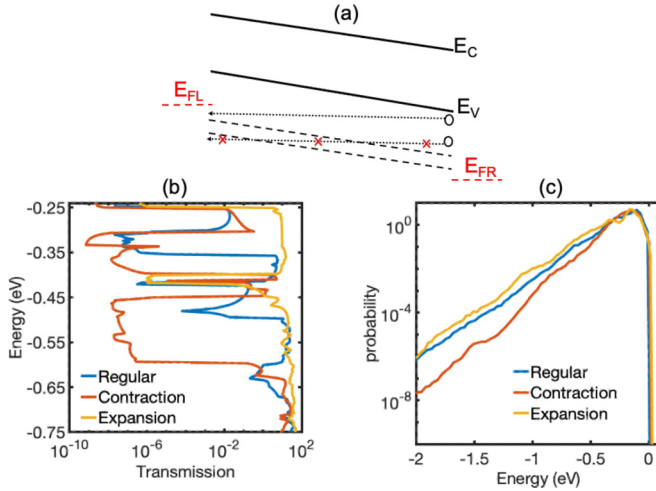 (a)
E_C
E_V
E_FL
E_FR
(b)
-0.25
-0.35
-0.45
-0.55
-0.65
-0.75
Energy (eV)
Regular
Contraction
Expansion
10^-10
10^-6
10^-2
10^2
Transmission
(c)
10^0
10^-4
10^-8
probability
Regular
Contraction
Expansion
-2
-1.5
-1
-0.5
0
Energy (eV)